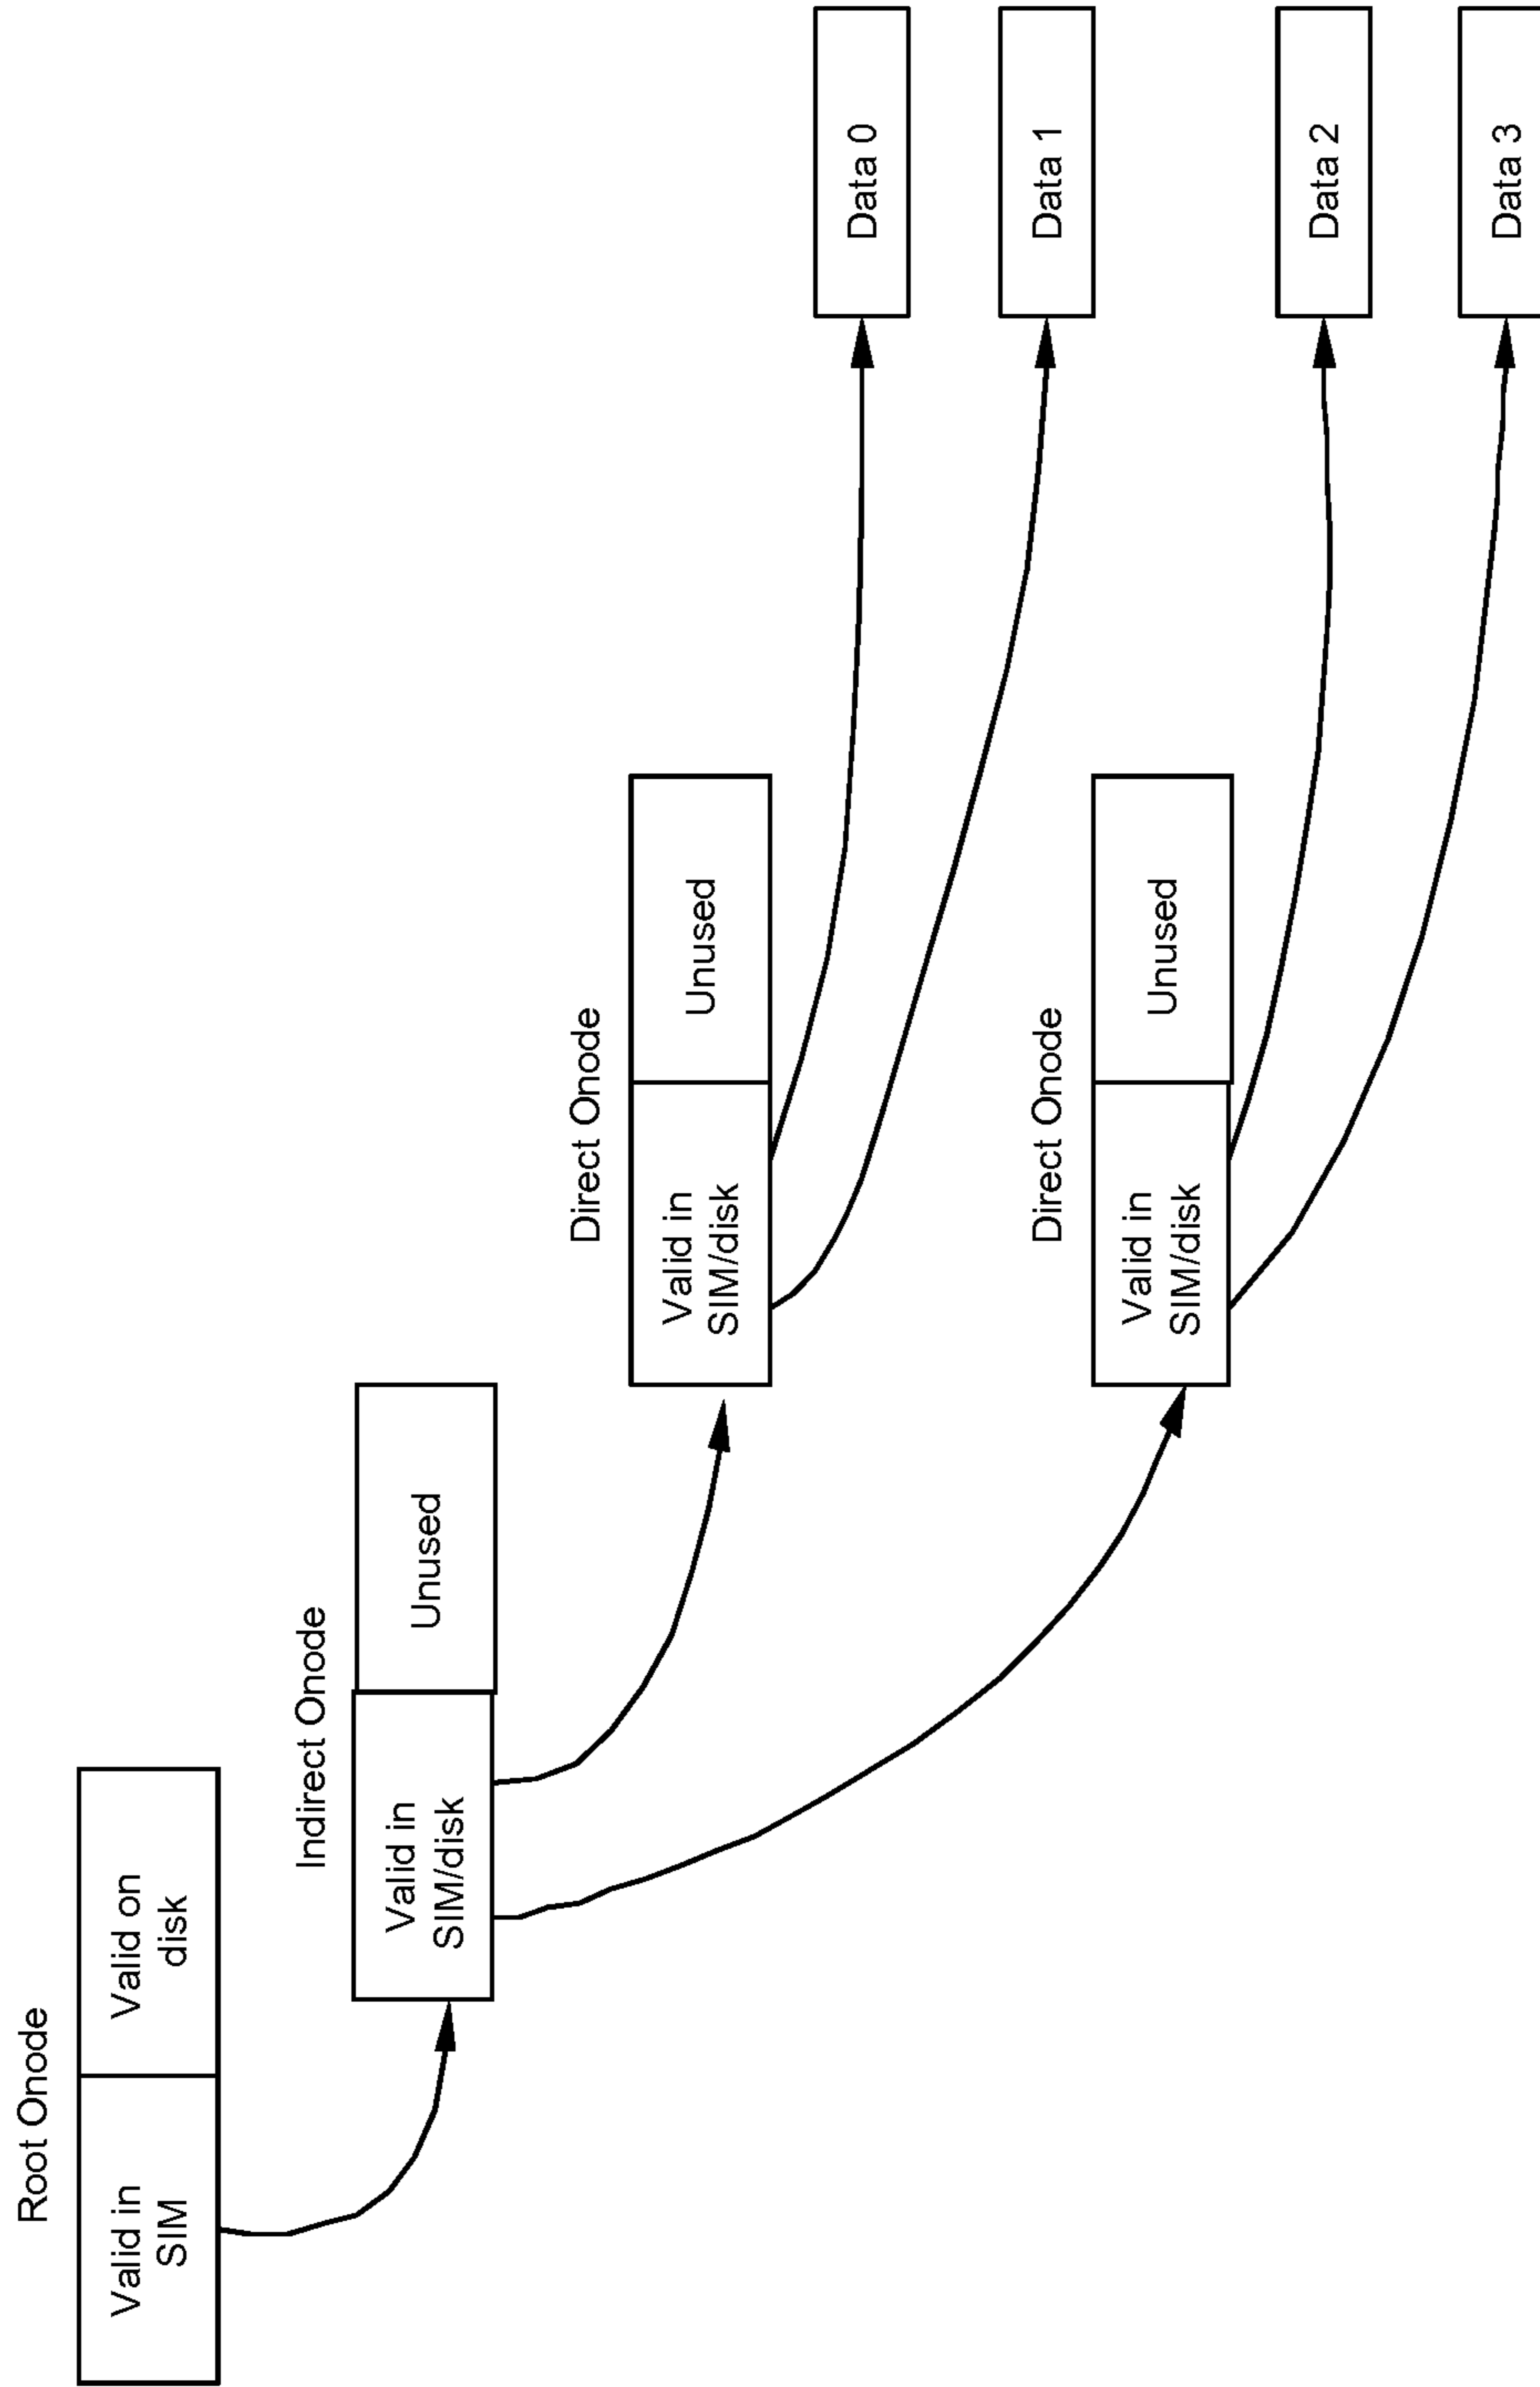 Root Onode
Valid in
SIM
Valid on
disk
Indirect Onode
Valid in
SIM/disk
Unused
Direct Onode
Valid in
SIM/disk
Unused
Data 0
Data 1
Direct Onode
Valid in
SIM/disk
Unused
Data 2
Data 3